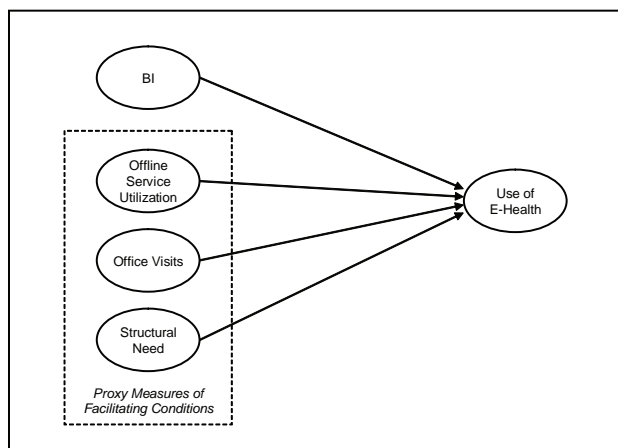 BI
Offline
Service
Utilization
Use of
E-Health
Office Visits
Structural
Need
Proxy Measures of
Facilitating Conditions